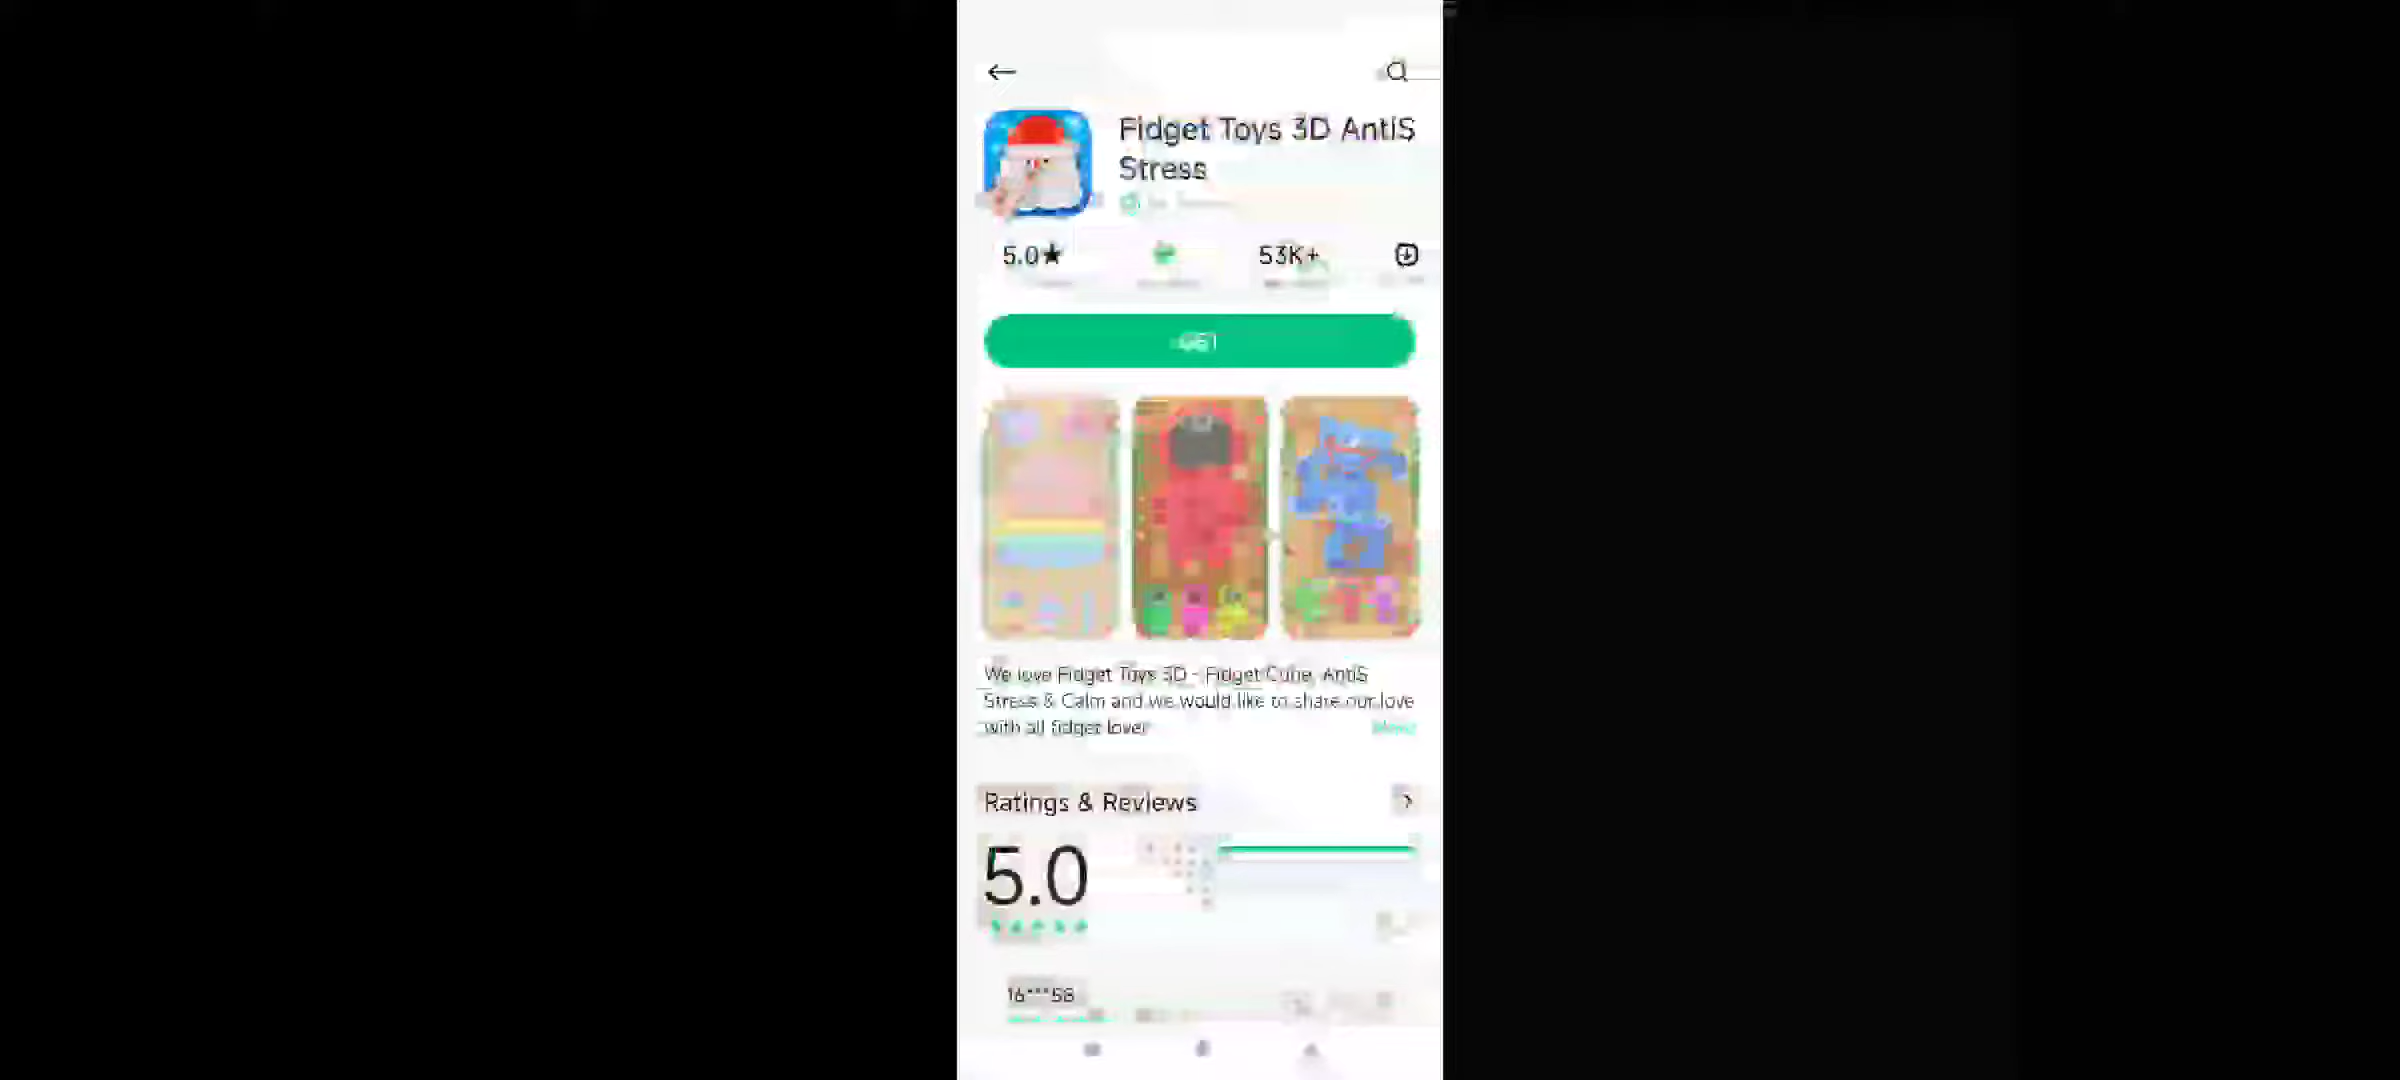 Fidget Toys 3D AntiS
Stress
5.0★
53K+
GET
We love Fidget Toys 3D - Fidget Cube, AntiS
Stress & Calm and we would like to share our love
with all fidget lover
Ratings & Reviews
5.0
16***58